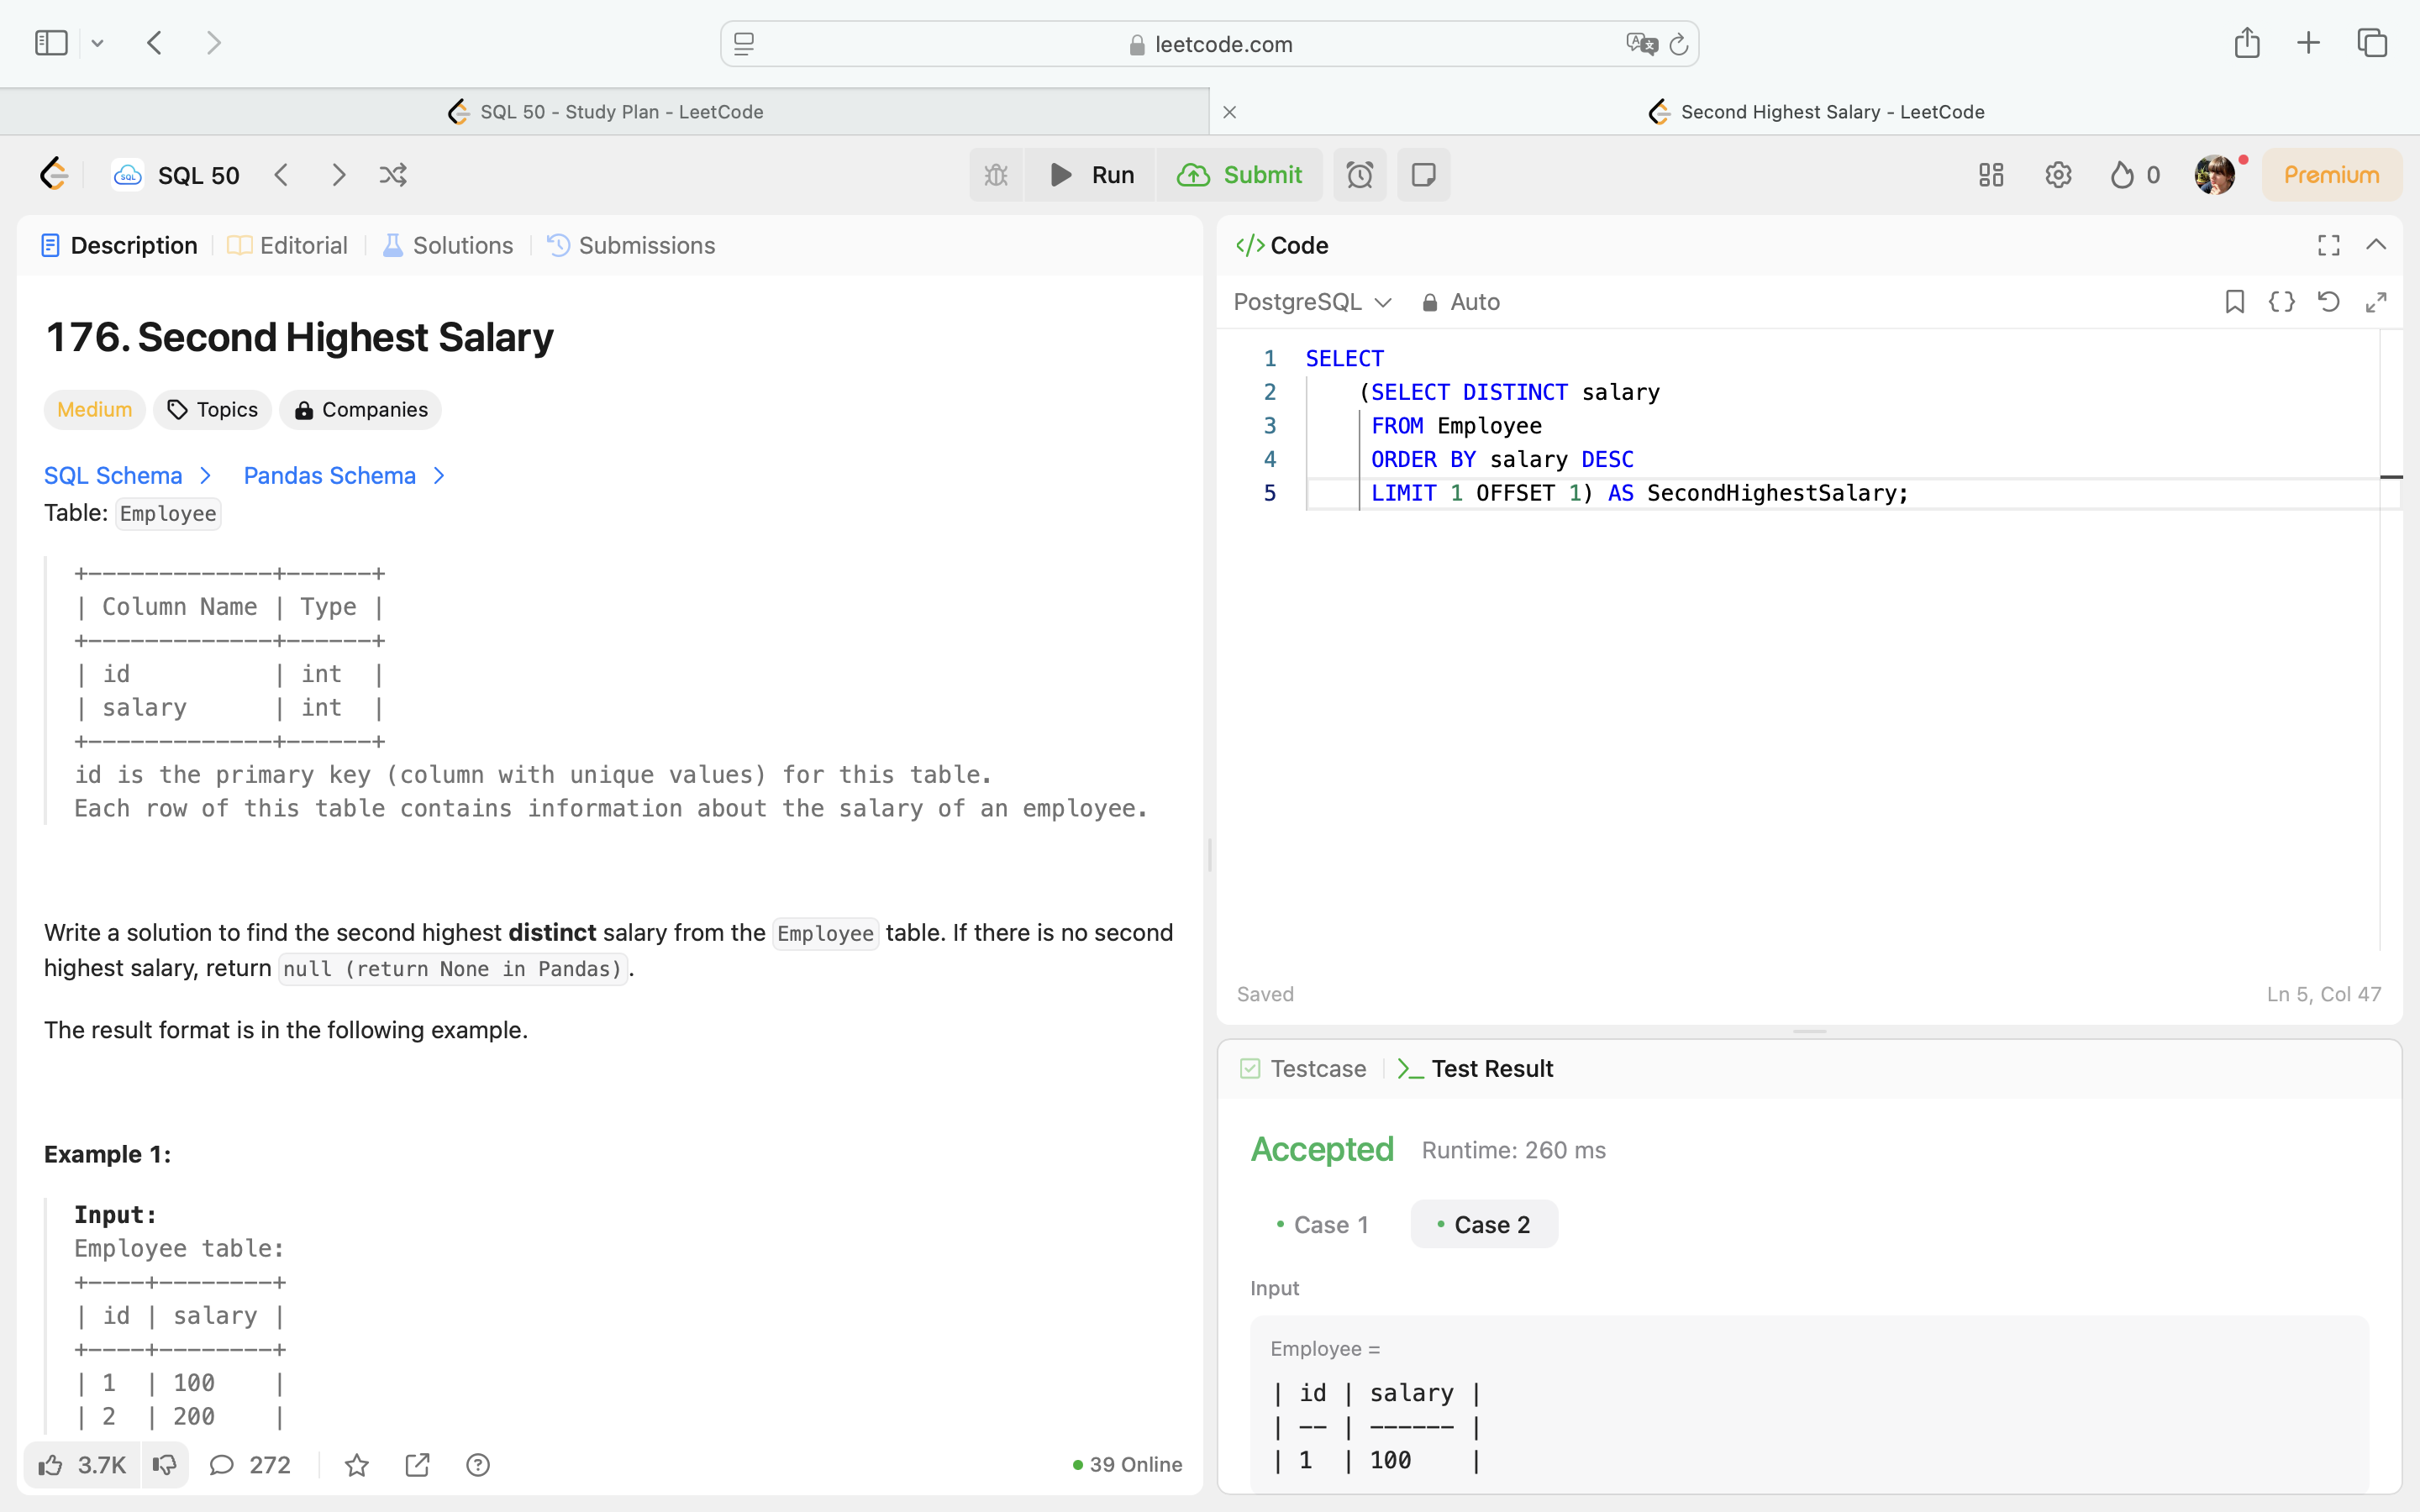 leetcode.com
SQL 50 - Study Plan - LeetCode
Second Highest Salary - LeetCode
SQL 50
Run
Submit
0
Premium
Description
Editorial
Solutions
Submissions
176. Second Highest Salary
Medium
Topics
Companies
SQL Schema
Pandas Schema
Table: Employee
+-------------+------+
| Column Name | Type |
+-------------+------+
| id          | int  |
| salary      | int  |
+-------------+------+
id is the primary key (column with unique values) for this table.
Each row of this table contains information about the salary of an employee.
Write a solution to find the second highest distinct salary from the Employee table. If there is no second
highest salary, return null (return None in Pandas).
The result format is in the following example.
Example 1:
Input:
Employee table:
+----+--------+
| id | salary |
+----+--------+
| 1  | 100    |
| 2  | 200    |
3.7K
272
39 Online
</> Code
PostgreSQL
Auto
1 SELECT
2     (SELECT DISTINCT salary
3      FROM Employee
4      ORDER BY salary DESC
5      LIMIT 1 OFFSET 1) AS SecondHighestSalary;
Saved
Ln 5, Col 47
Testcase
Test Result
Accepted
Runtime: 260 ms
• Case 1
• Case 2
Input
Employee =
| id | salary |
| -- | ------ |
| 1  | 100    |